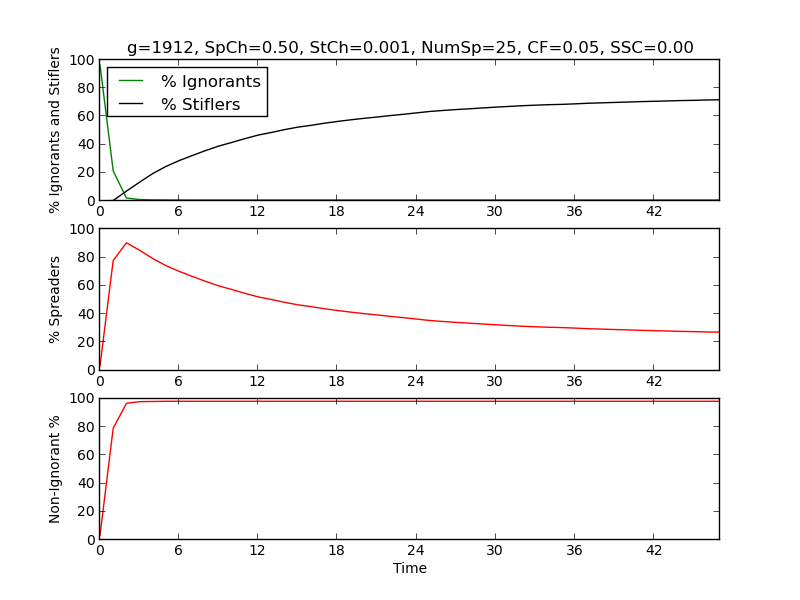 g=1912, SpCh=0.50, StCh=0.001, NumSp=25, CF=0.05, SSC=0.00
% Ignorants and Stiflers
100
80
60
40
20
0
% Ignorants
% Stiflers
0 6 12 18 24 30 36 42
% Spreaders
100
80
60
40
20
0
0 6 12 18 24 30 36 42
Non-Ignorant %
100
80
60
40
20
0
0 6 12 18 24 30 36 42
Time